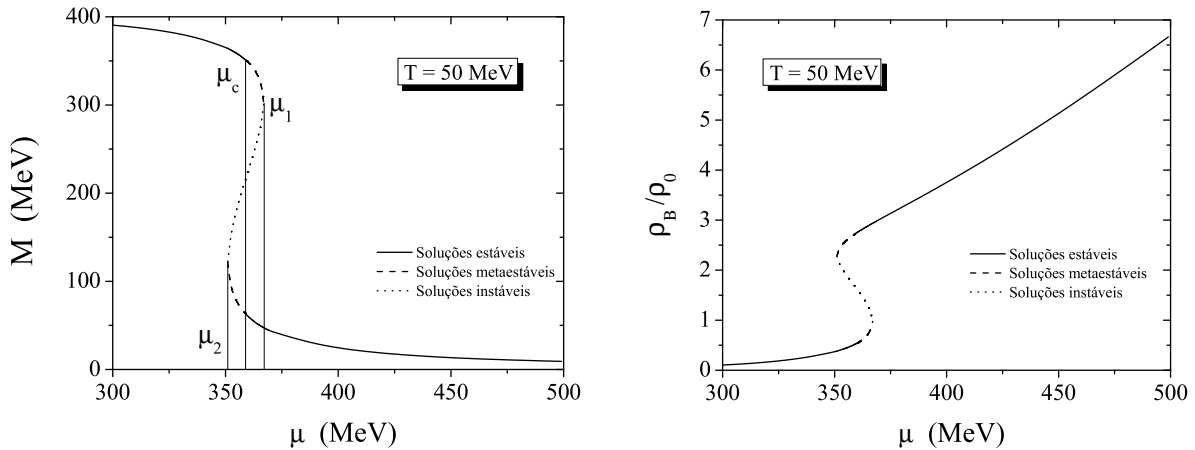 400
300
200
100
0
M (MeV)
T = 50 MeV
μc
μ1
μ2
Soluções estáveis
Soluções metaestáveis
Soluções instáveis
300 350 400 450 500
μ (MeV)
7
6
5
4
3
2
1
0
ρB/ρ0
T = 50 MeV
Soluções estáveis
Soluções metaestáveis
Soluções instáveis
300 350 400 450 500
μ (MeV)